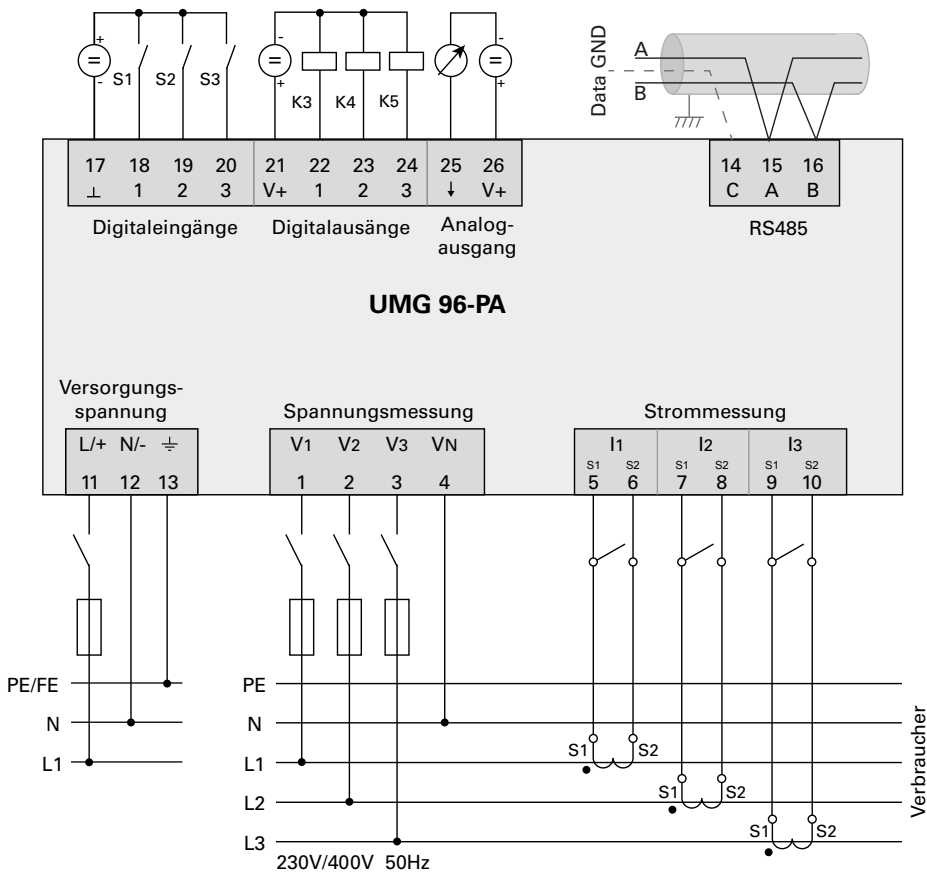 + - + A
= S1 S2 S3 = = Data GND
- K3 K4 K5 + + B
17 18 19 20 21 22 23 24 25 26 14 15 16
⊥ 1 2 3 V+ 1 2 3 ↓ V+ C A B
Digitaleingänge Digitalausänge Analog-
ausgang
RS485
UMG 96-PA
Versorgungs-
spannung
Spannungsmessung Strommessung
L/+ N/- V1 V2 V3 VN I1 I2 I3
S1 S2 S1 S2 S1 S2
11 12 13 1 2 3 4 5 6 7 8 9 10
PE/FE PE
N N
L1 L1 S1 S2
L2 S1 S2
L3 S1 S2
230V/400V 50Hz
Verbraucher